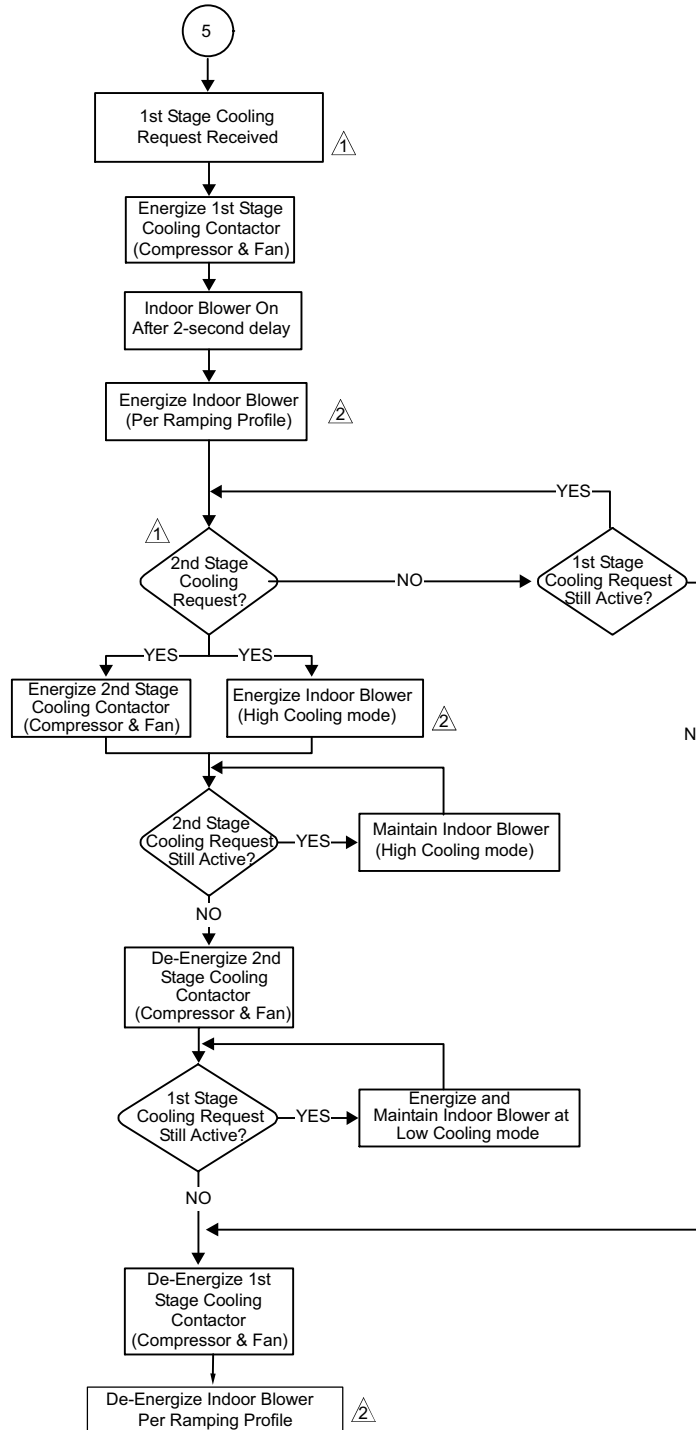 5
1st Stage Cooling
Request Received
1
Energize 1st Stage
Cooling Contactor
(Compressor & Fan)
Indoor Blower On
After 2-second delay
Energize Indoor Blower
(Per Ramping Profile)
2
YES
1
2nd Stage
Cooling
Request?
NO
1st Stage
Cooling Request
Still Active?
YES
YES
Energize 2nd Stage
Cooling Contactor
(Compressor & Fan)
Energize Indoor Blower
(High Cooling mode)
2
N
2nd Stage
Cooling Request
Still Active?
YES
Maintain Indoor Blower
(High Cooling mode)
NO
De-Energize 2nd
Stage Cooling
Contactor
(Compressor & Fan)
1st Stage
Cooling Request
Still Active?
YES
Energize and
Maintain Indoor Blower at
Low Cooling mode
NO
De-Energize 1st
Stage Cooling
Contactor
(Compressor & Fan)
De-Energize Indoor Blower
Per Ramping Profile
2